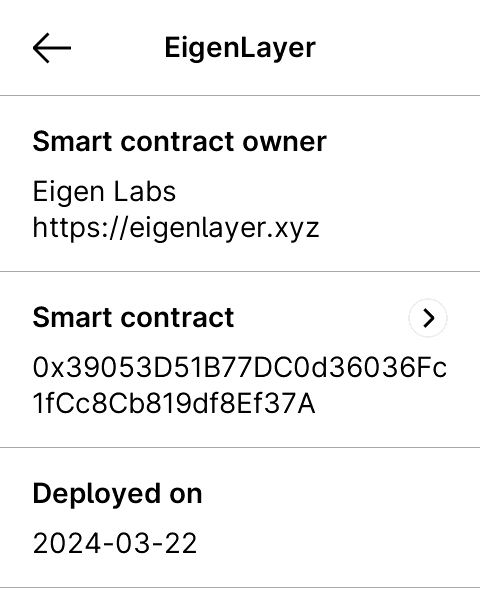 EigenLayer
Smart contract owner
Eigen Labs
https://eigenlayer.xyz
Smart contract
0x39053D51B77DC0d36036Fc
1fCc8Cb819df8Ef37A
Deployed on
2024-03-22